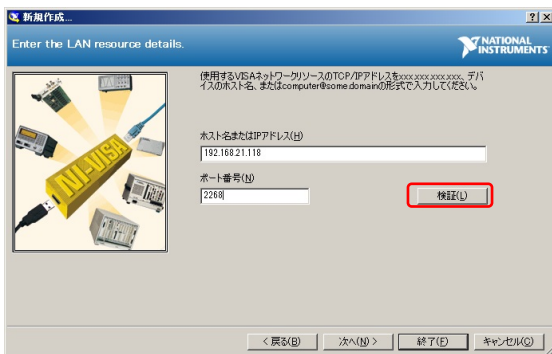 新規作成...
Enter the LAN resource details.
NATIONAL INSTRUMENTS
使用するVISAネットワークリソースのTCP/IPアドレスをxxx.xxx.xxx.xxx、デバ
イスのホスト名、またはcomputer@some.domainの形式で入力してください。
ホスト名またはIPアドレス(H)
192.168.21.118
ポート番号(N)
2268
検証(L)
NI-VISA
< 戻る(B)
次へ(N) >
終了(F)
キャンセル(C)